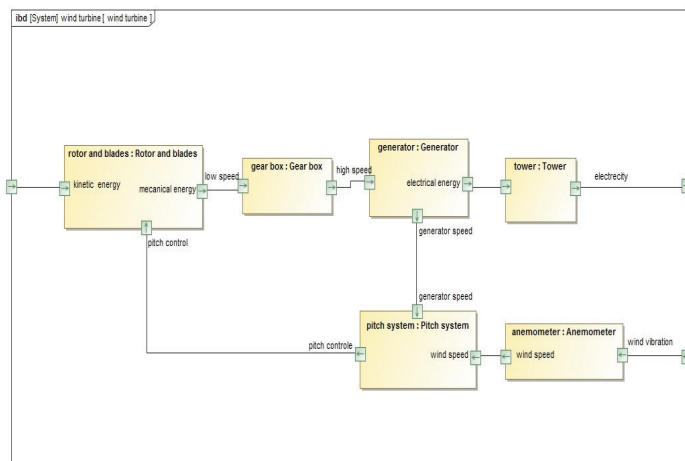 ibd [System] wind turbine [ wind turbine ]
rotor and blades : Rotor and blades
kinetic energy
mecanical energy
pitch control
low speed
gear box : Gear box
high speed
generator : Generator
electrical energy
generator speed
tower : Tower
electrecity
generator speed
pitch system : Pitch system
pitch controle
wind speed
anemometer : Anemometer
wind speed
wind vibration